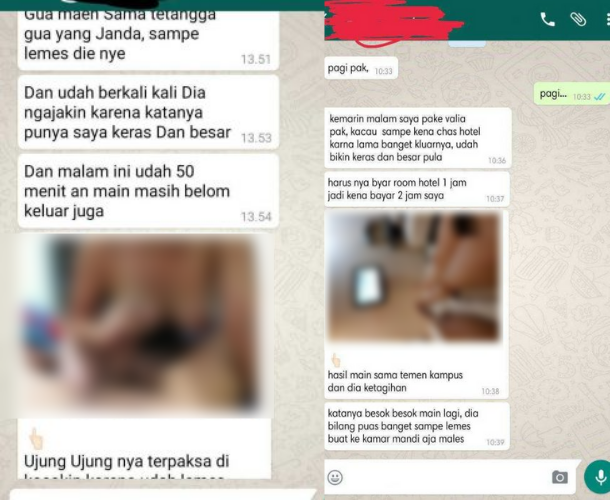 Gua maen Sama tetangga
gua yang Janda, sampe
lemes die nye
13.51
Dan udah berkali kali Dia
ngajakin karena katanya
punya saya keras Dan besar
13.53
Dan malam ini udah 50
menit an main masih belom
keluar juga
13.54
Ujung Ujung nya terpaksa di
pagi pak,
10:33
pagi...
10:33
kemarin malam saya pake valia
pak, kacau sampe kena chas hotel
karna lama banget kluarnya, udah
bikin keras dan besar pula
10:36
harus nya byar room hotel 1 jam
jadi kena bayar 2 jam saya
10:37
hasil main sama temen kampus
dan dia ketagihan
10:38
katanya besok besok main lagi, dia
bilang puas banget sampe lemes
buat ke kamar mandi aja males
10:39